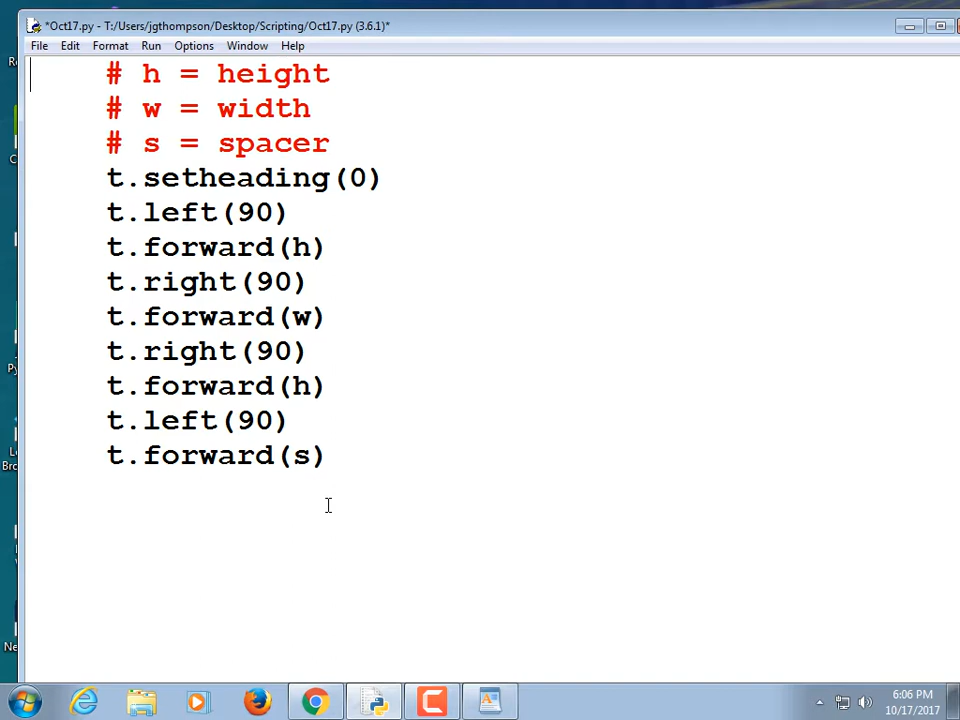 *Oct17.py - T:/Users/jgthompson/Desktop/Scripting/Oct17.py (3.6.1)*
File Edit Format Run Options Window Help
# h = height
# w = width
# s = spacer
t.setheading(0)
t.left(90)
t.forward(h)
t.right(90)
t.forward(w)
t.right(90)
t.forward(h)
t.left(90)
t.forward(s)
6:06 PM
10/17/2017